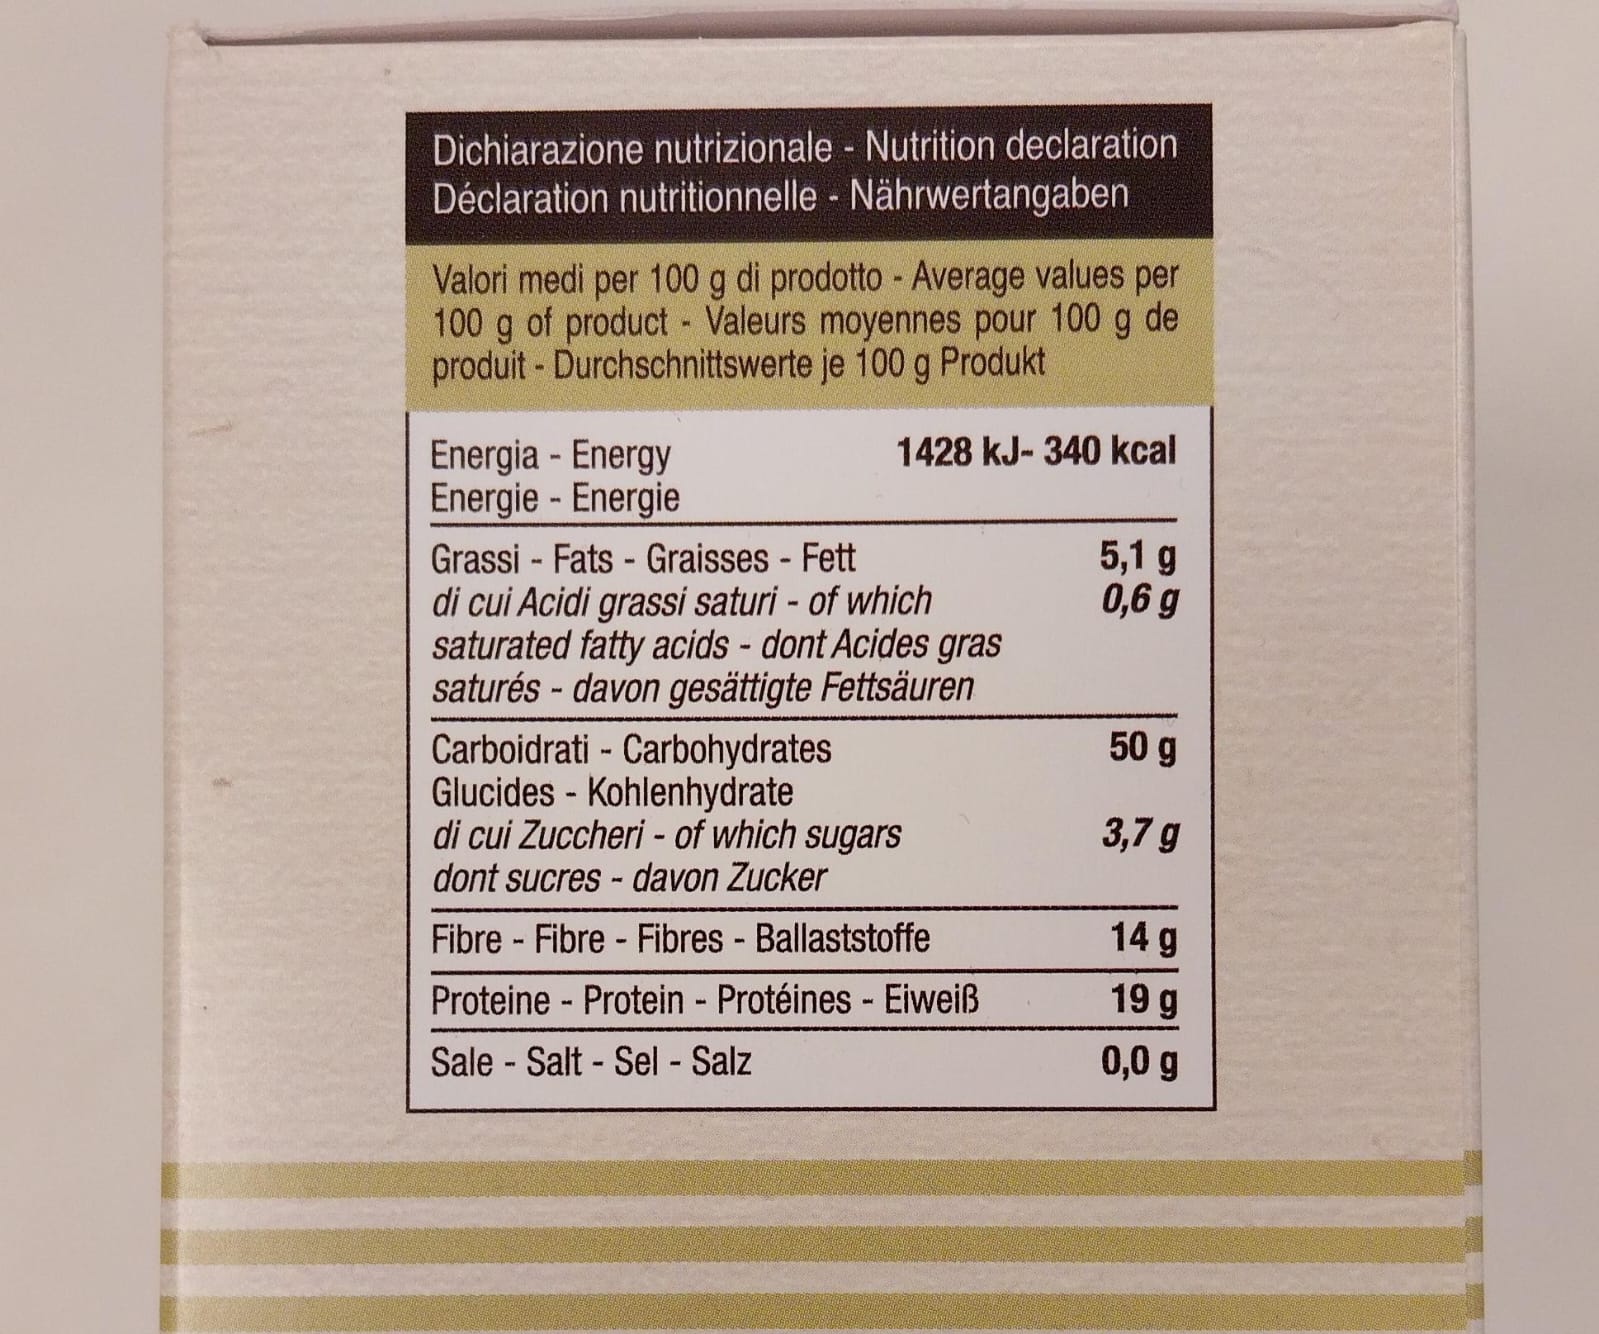 Dichiarazione nutrizionale - Nutrition declaration
Déclaration nutritionnelle - Nährwertangaben
Valori medi per 100 g di prodotto - Average values per
100 g of product - Valeurs moyennes pour 100 g de
produit - Durchschnittswerte je 100 g Produkt
Energia - Energy 1428 kJ- 340 kcal
Energie - Energie
Grassi - Fats - Graisses - Fett 5,1 g
di cui Acidi grassi saturi - of which 0,6 g
saturated fatty acids - dont Acides gras
saturés - davon gesättigte Fettsäuren
Carboidrati - Carbohydrates 50 g
Glucides - Kohlenhydrate
di cui Zuccheri - of which sugars 3,7 g
dont sucres - davon Zucker
Fibre - Fibre - Fibres - Ballaststoffe 14 g
Proteine - Protein - Protéines - Eiweiß 19 g
Sale - Salt - Sel - Salz 0,0 g